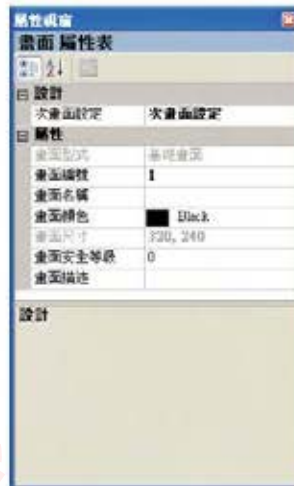 屬性視窗
畫面 屬性表
設計
次畫面設定 次畫面設定
屬性
畫面型式 基礎畫面
畫面編號 1
畫面名稱
畫面顏色 Black
畫面尺寸 320, 240
畫面安全等級 0
畫面描述
設計